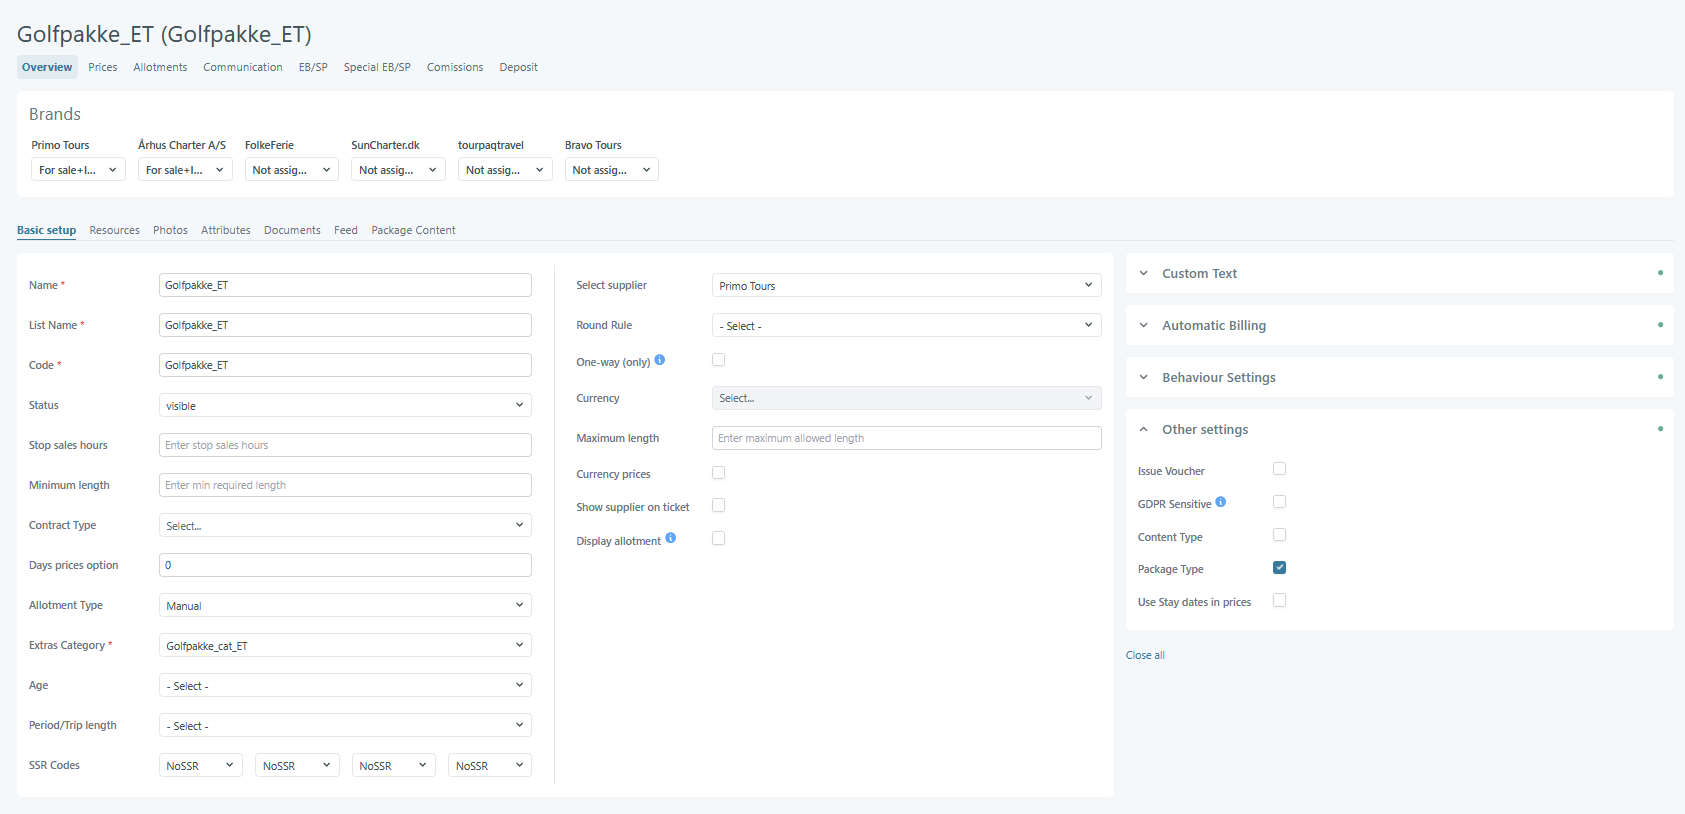 Golfpakke_ET (Golfpakke_ET)
Overview Prices Allotments Communication EB/SP Special EB/SP Comissions Deposit
Brands
Primo Tours Århus Charter A/S FolkeFerie SunCharter.dk tourpaqtravel Bravo Tours
For sale+I... For sale+I... Not assig... Not assig... Not assig... Not assig...
Basic setup Resources Photos Attributes Documents Feed Package Content
Name * Golfpakke_ET
List Name * Golfpakke_ET
Code * Golfpakke_ET
Status visible
Stop sales hours Enter stop sales hours
Minimum length Enter min required length
Contract Type Select...
Days prices option 0
Allotment Type Manual
Extras Category * Golfpakke_cat_ET
Age - Select -
Period/Trip length - Select -
SSR Codes NoSSR NoSSR NoSSR NoSSR
Select supplier Primo Tours
Round Rule - Select -
One-way (only) i
Currency Select...
Maximum length Enter maximum allowed length
Currency prices
Show supplier on ticket
Display allotment i
Custom Text
Automatic Billing
Behaviour Settings
Other settings
Issue Voucher
GDPR Sensitive i
Content Type
Package Type
Use Stay dates in prices
Close all